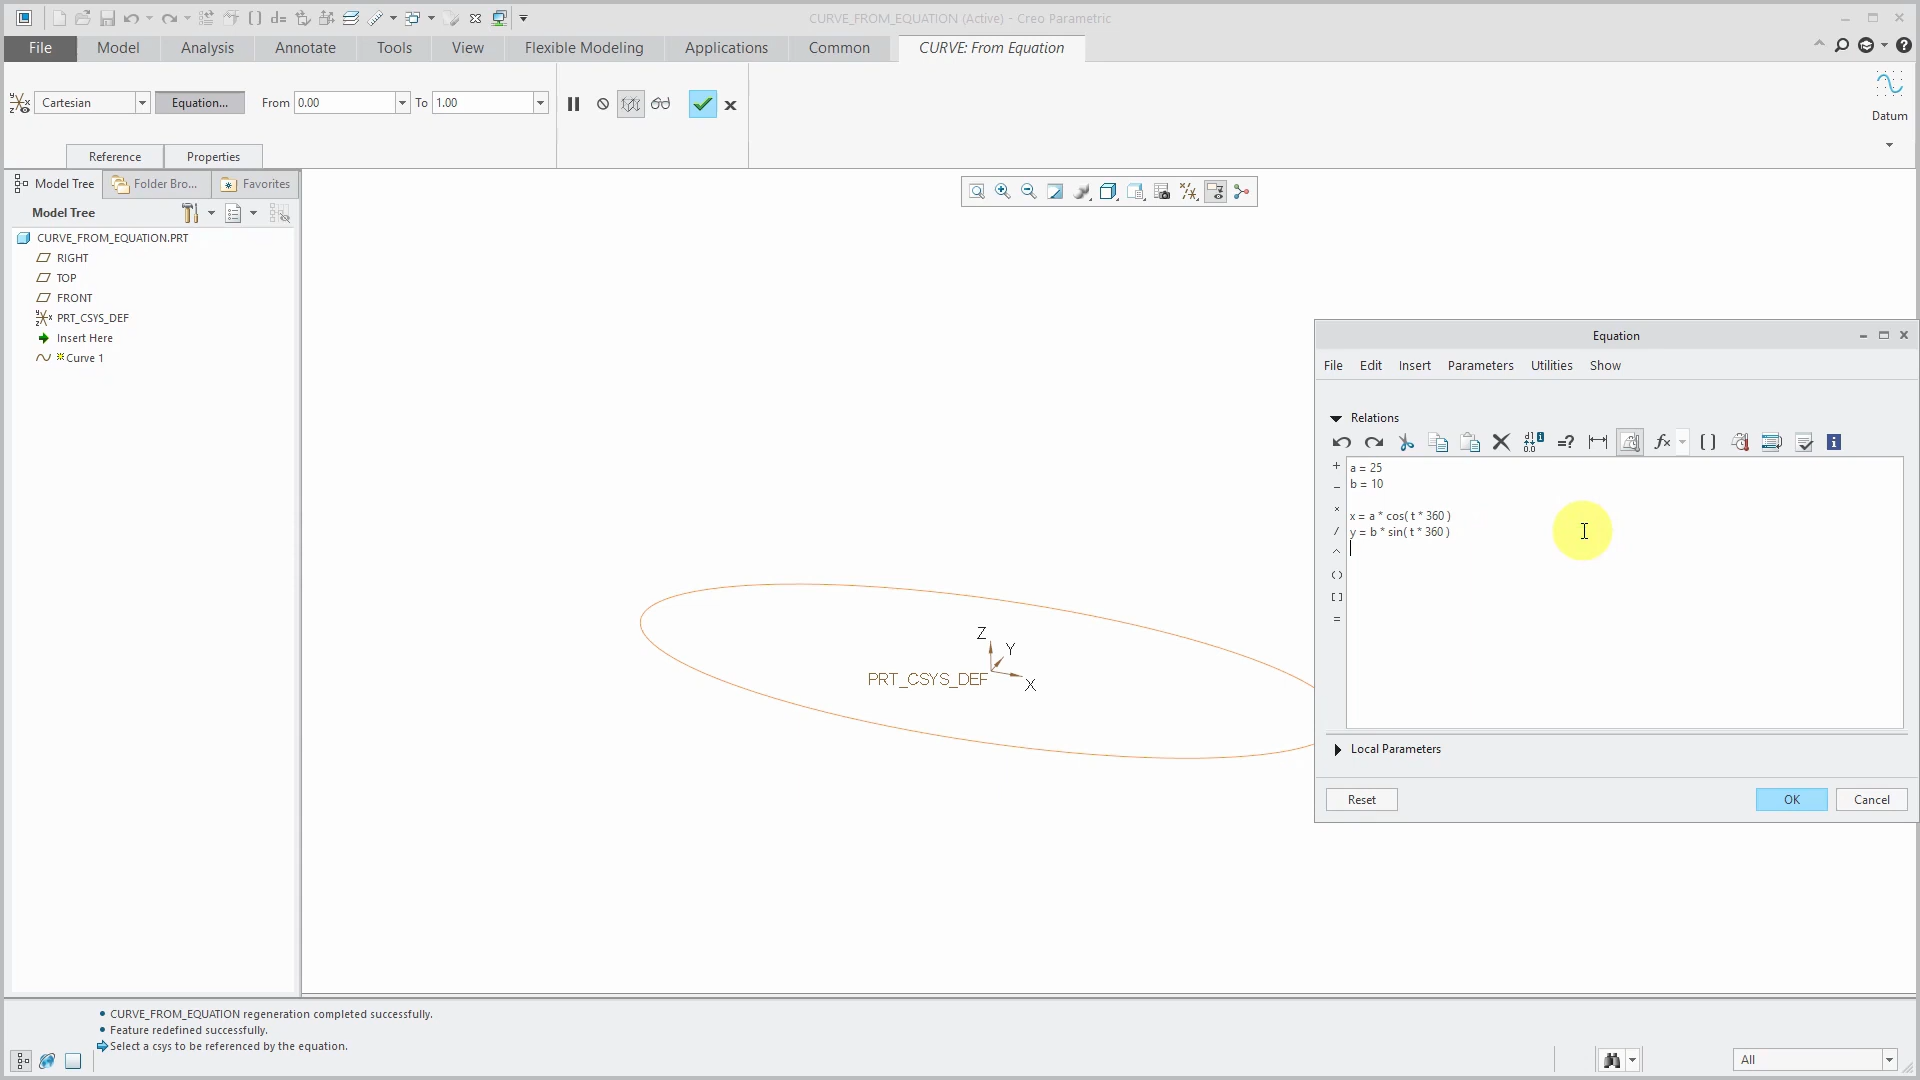 CURVE_FROM_EQUATION (Active) - Creo Parametric
File Model Analysis Annotate Tools View Flexible Modeling Applications Common CURVE: From Equation
Cartesian Equation... From 0.00 To 1.00
Datum
Reference Properties
Model Tree Folder Bro... Favorites
Model Tree
CURVE_FROM_EQUATION.PRT
RIGHT
TOP
FRONT
PRT_CSYS_DEF
Insert Here
Curve 1
Z
Y
PRT_CSYS_DEF
X
Equation
File Edit Insert Parameters Utilities Show
Relations
a = 25
b = 10
x = a * cos( t * 360 )
y = b * sin( t * 360 )
Local Parameters
Reset OK Cancel
CURVE_FROM_EQUATION regeneration completed successfully.
Feature redefined successfully.
Select a csys to be referenced by the equation.
All